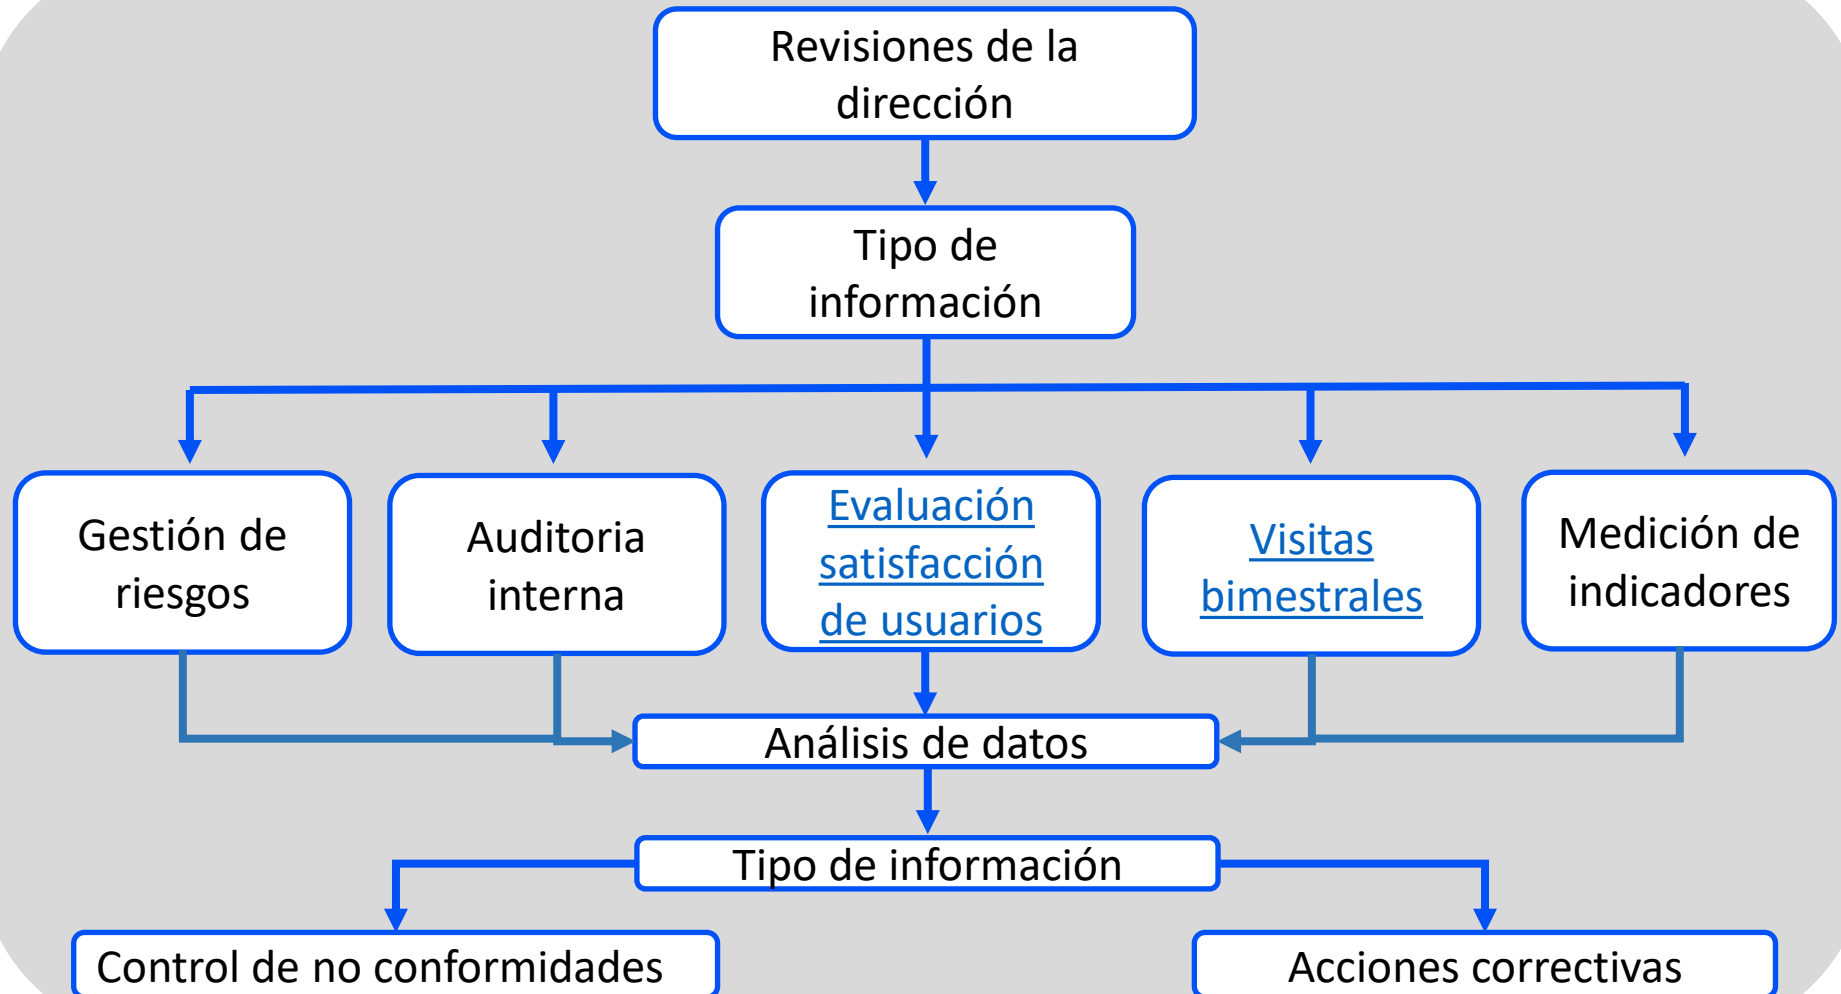 Revisiones de la
dirección
Tipo de
información
Gestión de
riesgos
Auditoria
interna
Evaluación
satisfacción
de usuarios
Visitas
bimestrales
Medición de
indicadores
Análisis de datos
Tipo de información
Control de no conformidades
Acciones correctivas